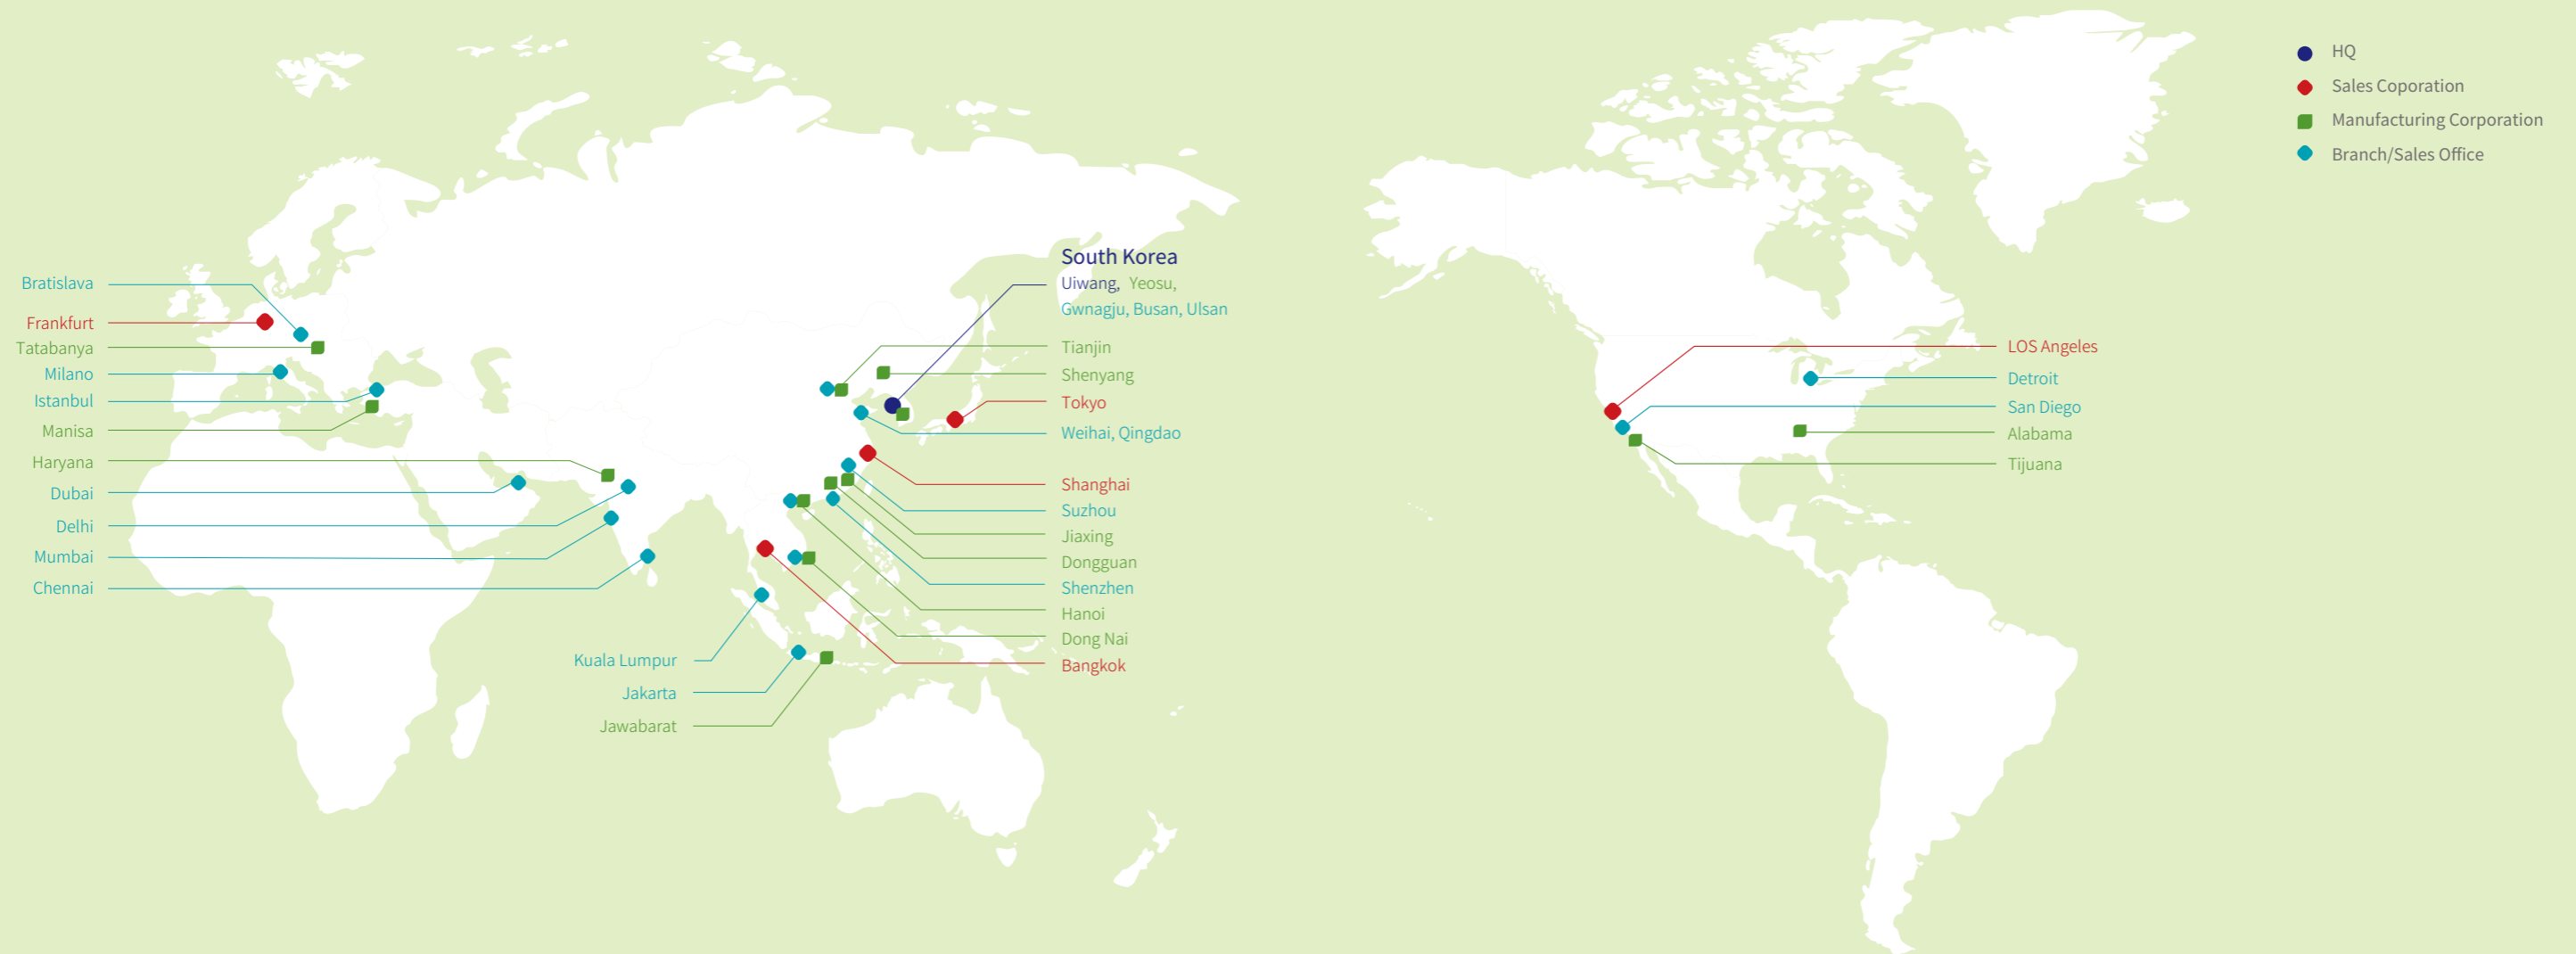 HQ
Sales Coporation
Manufacturing Corporation
Branch/Sales Office
Bratislava
Frankfurt
Tatabanya
Milano
Istanbul
Manisa
Haryana
Dubai
Delhi
Mumbai
Chennai
Kuala Lumpur
Jakarta
Jawabarat
South Korea
Uiwang, Yeosu,
Gwnagju, Busan, Ulsan
Tianjin
Shenyang
Tokyo
Weihai, Qingdao
Shanghai
Suzhou
Jiaxing
Dongguan
Shenzhen
Hanoi
Dong Nai
Bangkok
LOS Angeles
Detroit
San Diego
Alabama
Tijuana